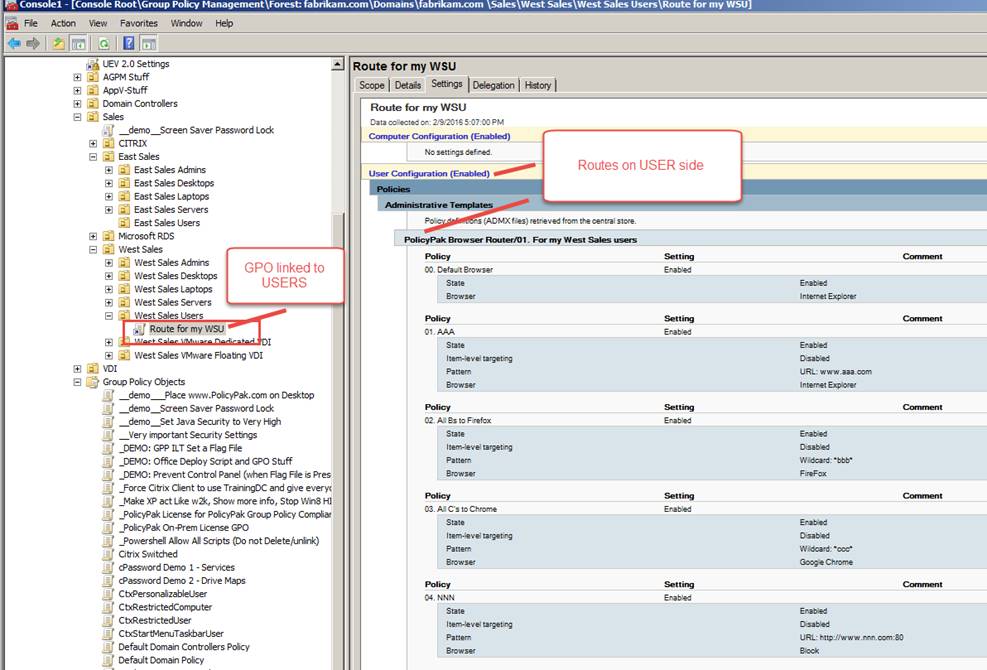 Console1 - [Console Root\Group Policy Management\Forest: fabrikam.com\Domains\fabrikam.com \Sales\West Sales\West Sales Users\Route for my WSU]
File Action View Favorites Window Help
UEV 2.0 Settings
AGPM Stuff
AppV-Stuff
Domain Controllers
Sales
__demo__Screen Saver Password Lock
CITRIX
East Sales
East Sales Admins
East Sales Desktops
East Sales Laptops
East Sales Servers
East Sales Users
Microsoft RDS
West Sales
West Sales Admins
West Sales Desktops
West Sales Laptops
West Sales Servers
West Sales Users
Route for my WSU
West Sales VMware Dedicated VDI
West Sales VMware Floating VDI
VDI
Group Policy Objects
__demo___Place www.PolicyPak.com on Desktop
__demo__Screen Saver Password Lock
__demo__Set Java Security to Very High
__Very important Security Settings
_DEMO: GPP ILT Set a Flag File
_DEMO: Office Deploy Script and GPO Stuff
_DEMO: Prevent Control Panel (when Flag File is Pres
_Force Citrix Client to use TrainingDC and give everyo
_Make XP act Like w2k, Show more info, Stop Win8 HI
_PolicyPak License for PolicyPak Group Policy Complian
_PolicyPak On-Prem License GPO
_Powershell Allow All Scripts (Do not Delete/unlink)
Citrix Switched
cPassword Demo 1 - Services
cPassword Demo 2 - Drive Maps
CtxPersonalizableUser
CtxRestrictedComputer
CtxRestrictedUser
CtxStartMenuTaskbarUser
Default Domain Controllers Policy
Default Domain Policy
GPO linked to
USERS
Route for my WSU
Scope Details Settings Delegation History
Route for my WSU
Data collected on: 2/9/2016 5:07:00 PM
Computer Configuration (Enabled)
No settings defined.
User Configuration (Enabled)
Routes on USER side
Policies
Administrative Templates
Policy definitions (ADMX files) retrieved from the central store.
PolicyPak Browser Router/01. For my West Sales users
Policy Setting Comment
00. Default Browser Enabled
State Enabled
Browser Internet Explorer
Policy Setting Comment
01. AAA Enabled
State Enabled
Item-level targeting Disabled
Pattern URL: www.aaa.com
Browser Internet Explorer
Policy Setting Comment
02. All Bs to Firefox Enabled
State Enabled
Item-level targeting Disabled
Pattern Wildcard: *bbb*
Browser FireFox
Policy Setting Comment
03. All C's to Chrome Enabled
State Enabled
Item-level targeting Disabled
Pattern Wildcard: *ccc*
Browser Google Chrome
Policy Setting Comment
04. NNN Enabled
State Enabled
Item-level targeting Disabled
Pattern URL: http://www.nnn.com:80
Browser Block